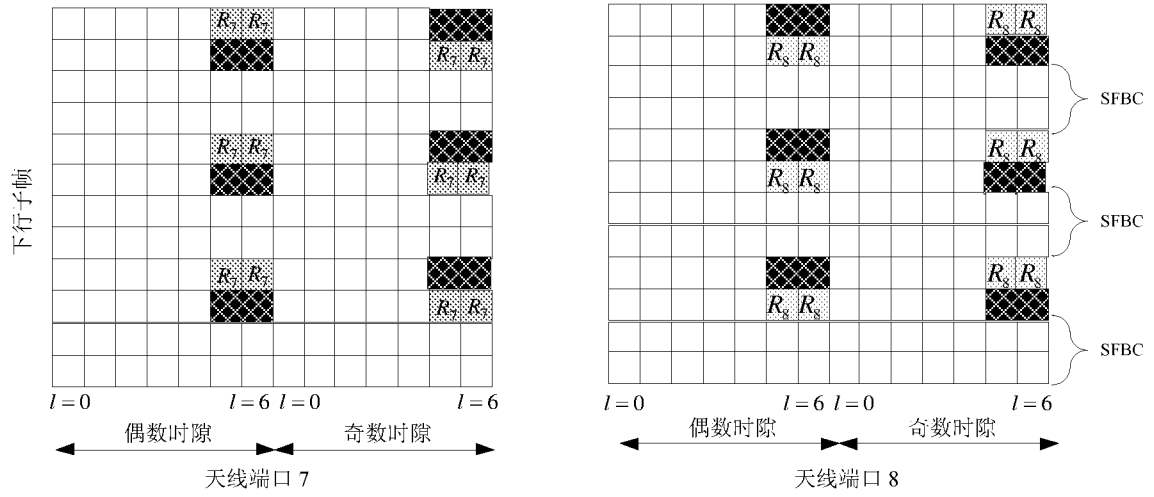 R₇ R₇
R₈ R₈
R₇ R₇
R₈ R₈
SFBC
R₇ R₇
R₈ R₈
R₇ R₇
R₈ R₈
下行子帧
SFBC
R₇ R₇
R₈ R₈
R₇ R₇
R₈ R₈
SFBC
l=0 l=6 l=0 l=6
l=0 l=6 l=0 l=6
偶数时隙 奇数时隙
偶数时隙 奇数时隙
天线端口 7
天线端口 8